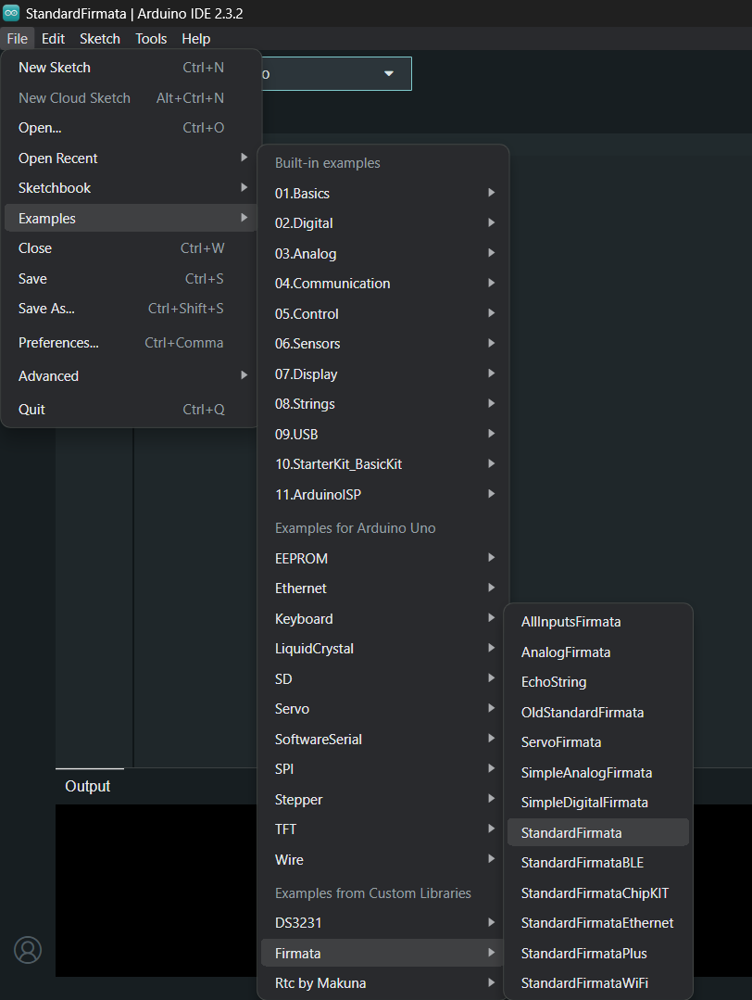 StandardFirmata | Arduino IDE 2.3.2
File Edit Sketch Tools Help
New Sketch Ctrl+N
New Cloud Sketch Alt+Ctrl+N
Open... Ctrl+O
Open Recent
Sketchbook
Examples
Close Ctrl+W
Save Ctrl+S
Save As... Ctrl+Shift+S
Preferences... Ctrl+Comma
Advanced
Quit Ctrl+Q
o
Built-in examples
01.Basics
02.Digital
03.Analog
04.Communication
05.Control
06.Sensors
07.Display
08.Strings
09.USB
10.StarterKit_BasicKit
11.ArduinoISP
Examples for Arduino Uno
EEPROM
Ethernet
Keyboard
LiquidCrystal
SD
Servo
SoftwareSerial
SPI
Stepper
TFT
Wire
Examples from Custom Libraries
DS3231
Firmata
Rtc by Makuna
AllInputsFirmata
AnalogFirmata
EchoString
OldStandardFirmata
ServoFirmata
SimpleAnalogFirmata
SimpleDigitalFirmata
StandardFirmata
StandardFirmataBLE
StandardFirmataChipKIT
StandardFirmataEthernet
StandardFirmataPlus
StandardFirmataWiFi
Output